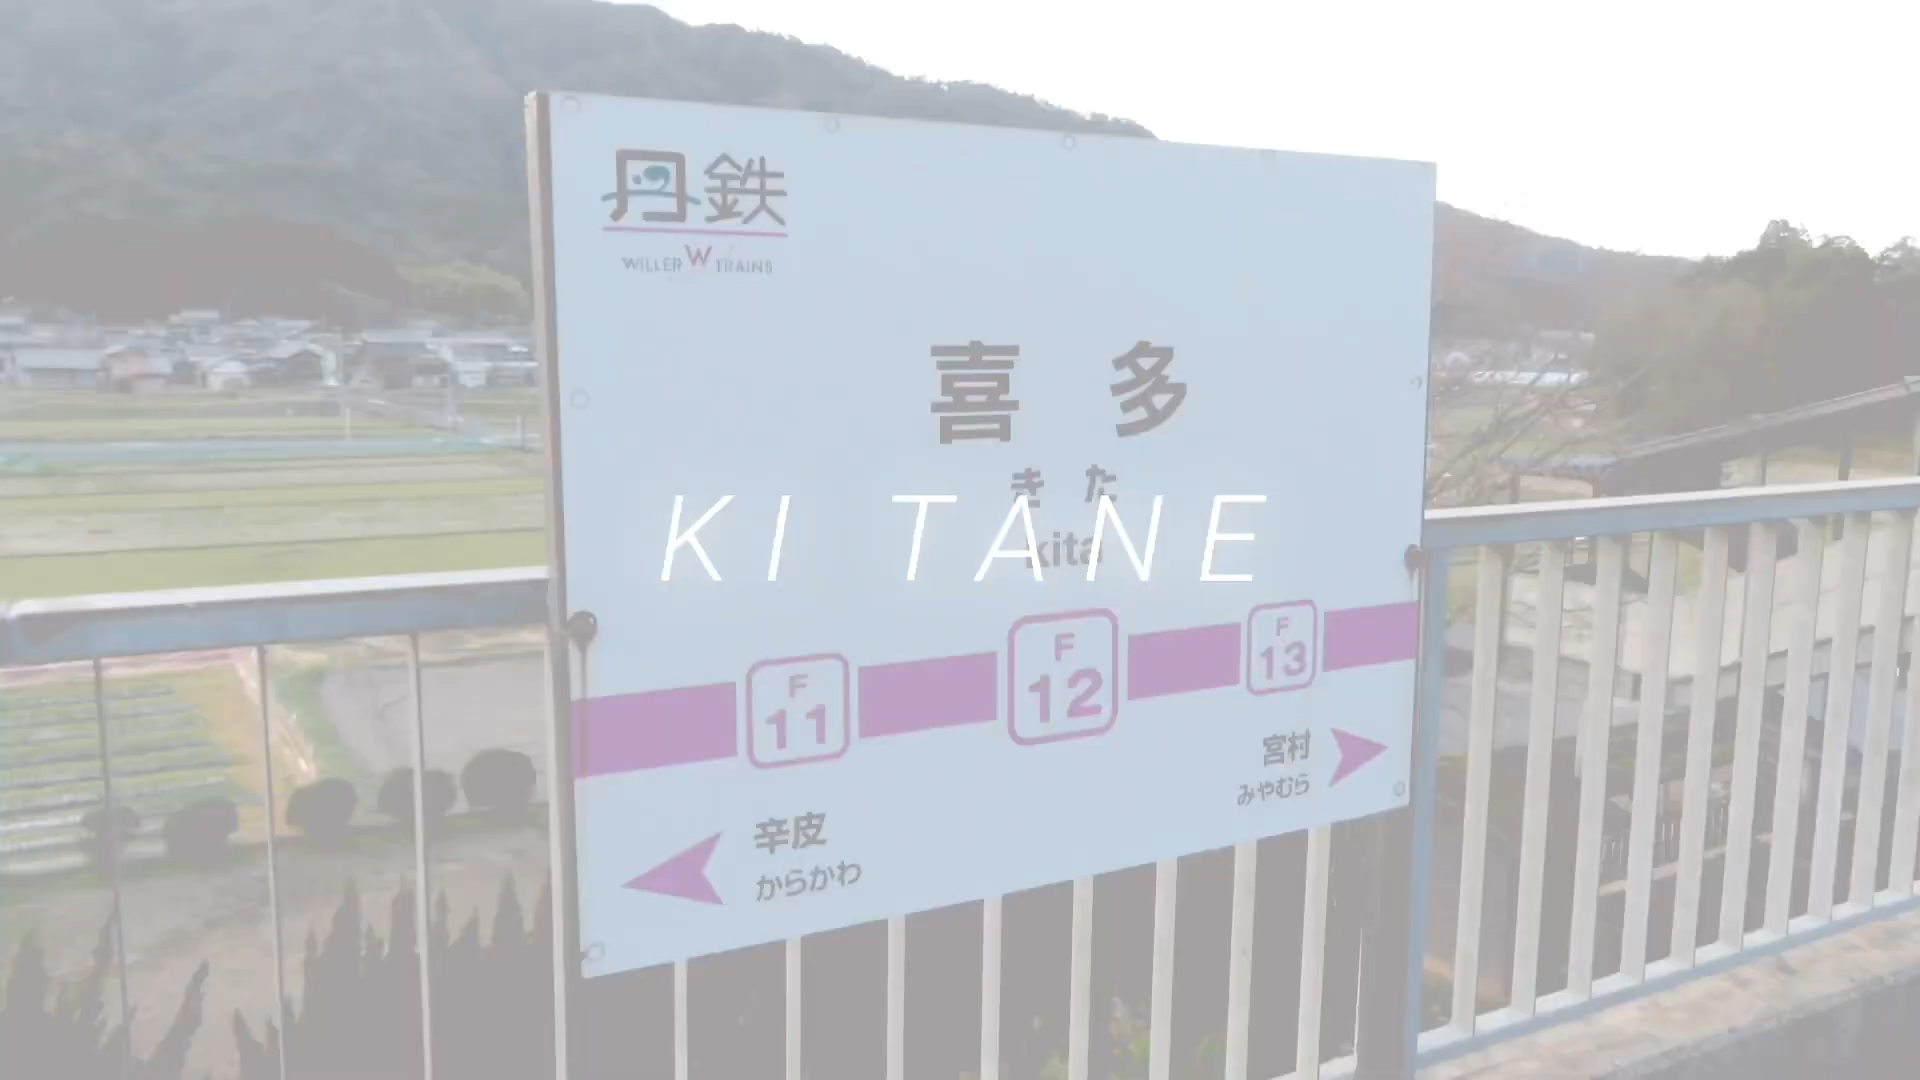 丹鉄
WILLER W TRAINS
喜多
きた
kita
KI TANE
F 11
F 12
F 13
宮村
みやむら
辛皮
からかわ